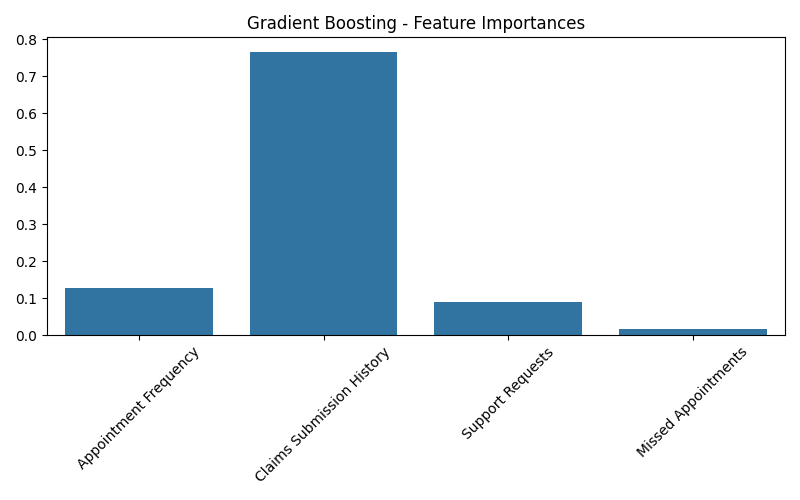 Gradient Boosting - Feature Importances
0.8
0.7
0.6
0.5
0.4
0.3
0.2
0.1
0.0
Appointment Frequency
Claims Submission History
Support Requests
Missed Appointments